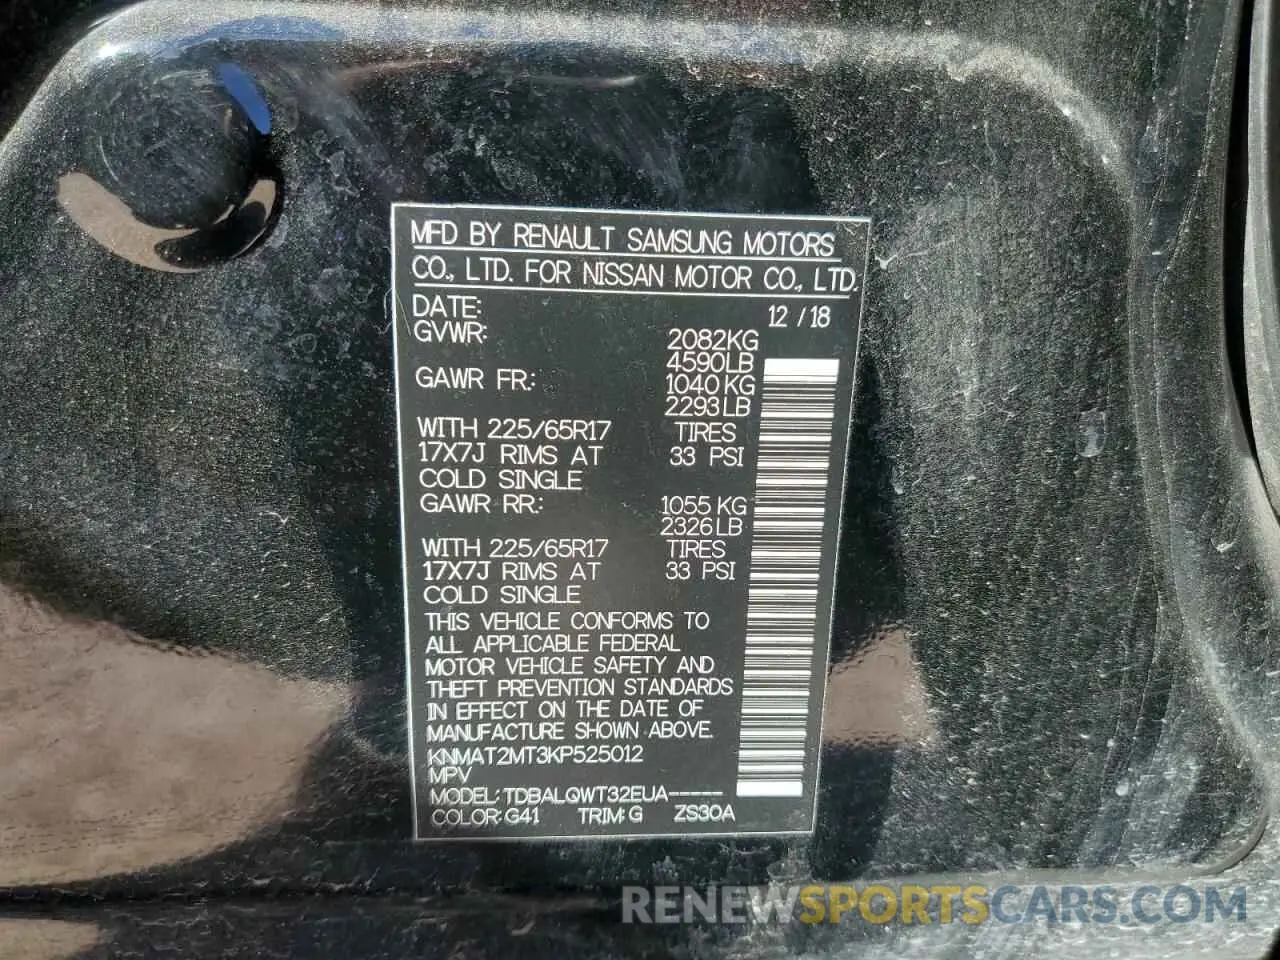 MFD BY RENAULT SAMSUNG MOTORS
CO., LTD. FOR NISSAN MOTOR CO., LTD.
DATE: 12 /18
GVWR: 2082KG
4590LB
GAWR FR.: 1040 KG
2293LB
WITH 225/65R17 TIRES
17X7J RIMS AT 33 PSI
COLD SINGLE
GAWR RR.: 1055 KG
2326LB
WITH 225/65R17 TIRES
17X7J RIMS AT 33 PSI
COLD SINGLE
THIS VEHICLE CONFORMS TO
ALL APPLICABLE FEDERAL
MOTOR VEHICLE SAFETY AND
THEFT PREVENTION STANDARDS
IN EFFECT ON THE DATE OF
MANUFACTURE SHOWN ABOVE.
KNMAT2MT3KP525012
MPV
MODEL: TDBALQWT32EUA-----
COLOR: G41 TRIM: G ZS30A
RENEWSPORTSCARS.COM